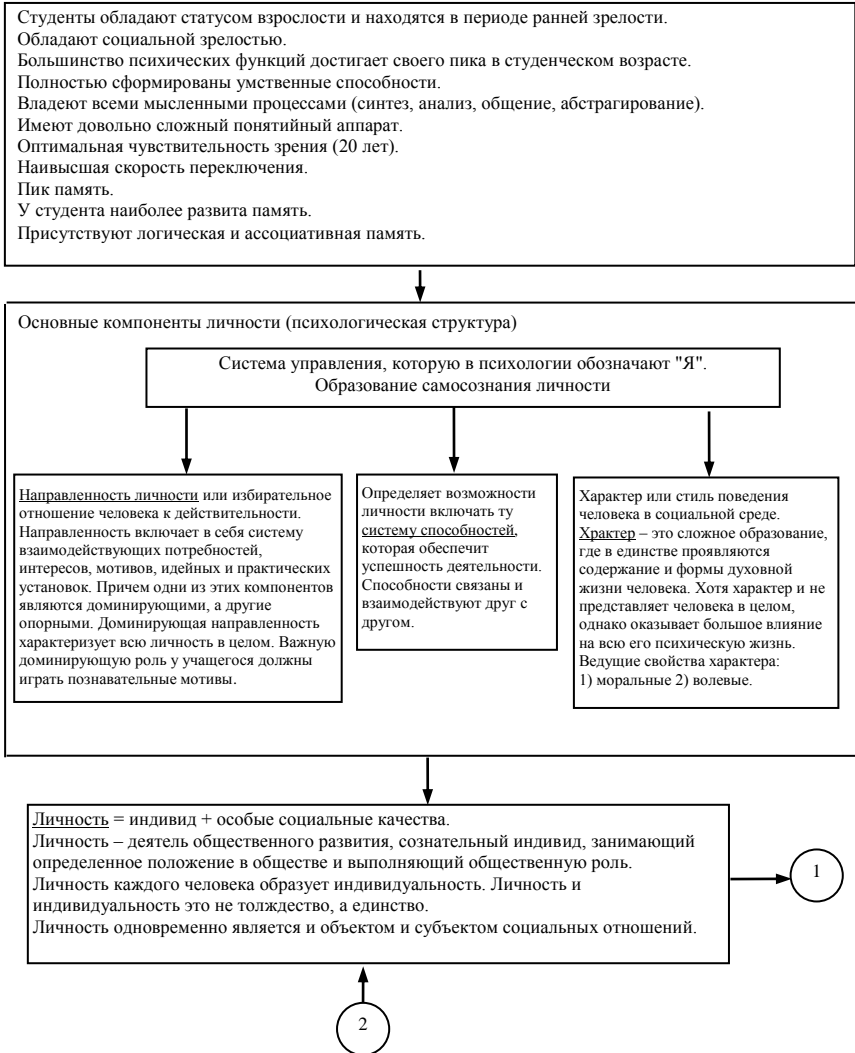 Студенты обладают статусом взрослости и находятся в периоде ранней зрелости.
Обладают социальной зрелостью.
Большинство психических функций достигает своего пика в студенческом возрасте.
Полностью сформированы умственные способности.
Владеют всеми мысленными процессами (синтез, анализ, общение, абстрагирование).
Имеют довольно сложный понятийный аппарат.
Оптимальная чувствительность зрения (20 лет).
Наивысшая скорость переключения.
Пик память.
У студента наиболее развита память.
Присутствуют логическая и ассоциативная память.
Основные компоненты личности (психологическая структура)
Система управления, которую в психологии обозначают "Я".
Образование самосознания личности
Направленность личности или избирательное
отношение человека к действительности.
Направленность включает в себя систему
взаимодействующих потребностей,
интересов, мотивов, идейных и практических
установок. Причем одни из этих компонентов
являются доминирующими, а другие
опорными. Доминирующая направленность
характеризует всю личность в целом. Важную
доминирующую роль у учащегося должны
играть познавательные мотивы.
Определяет возможности
личности включать ту
систему способностей,
которая обеспечит
успешность деятельности.
Способности связаны и
взаимодействуют друг с
другом.
Характер или стиль поведения
человека в социальной среде.
Храктер – это сложное образование,
где в единстве проявляются
содержание и формы духовной
жизни человека. Хотя характер и не
представляет человека в целом,
однако оказывает большое влияние
на всю его психическую жизнь.
Ведущие свойства характера:
1) моральные 2) волевые.
Личность = индивид + особые социальные качества.
Личность – деятель общественного развития, сознательный индивид, занимающий
определенное положение в обществе и выполняющий общественную роль.
Личность каждого человека образует индивидуальность. Личность и
индивидуальность это не толждество, а единство.
Личность одновременно является и объектом и субъектом социальных отношений.
1
2